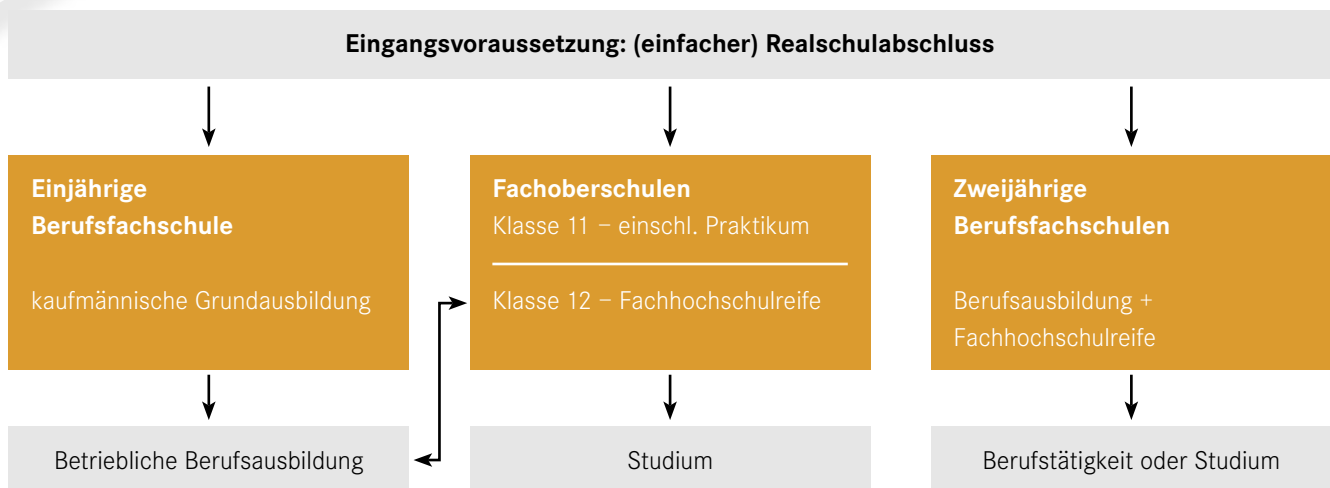 Eingangsvoraussetzung: (einfacher) Realschulabschluss
Einjährige
Berufsfachschule
kaufmännische Grundausbildung
Fachoberschulen
Klasse 11 – einschl. Praktikum
Klasse 12 – Fachhochschulreife
Zweijährige
Berufsfachschulen
Berufsausbildung +
Fachhochschulreife
Betriebliche Berufsausbildung
Studium
Berufstätigkeit oder Studium